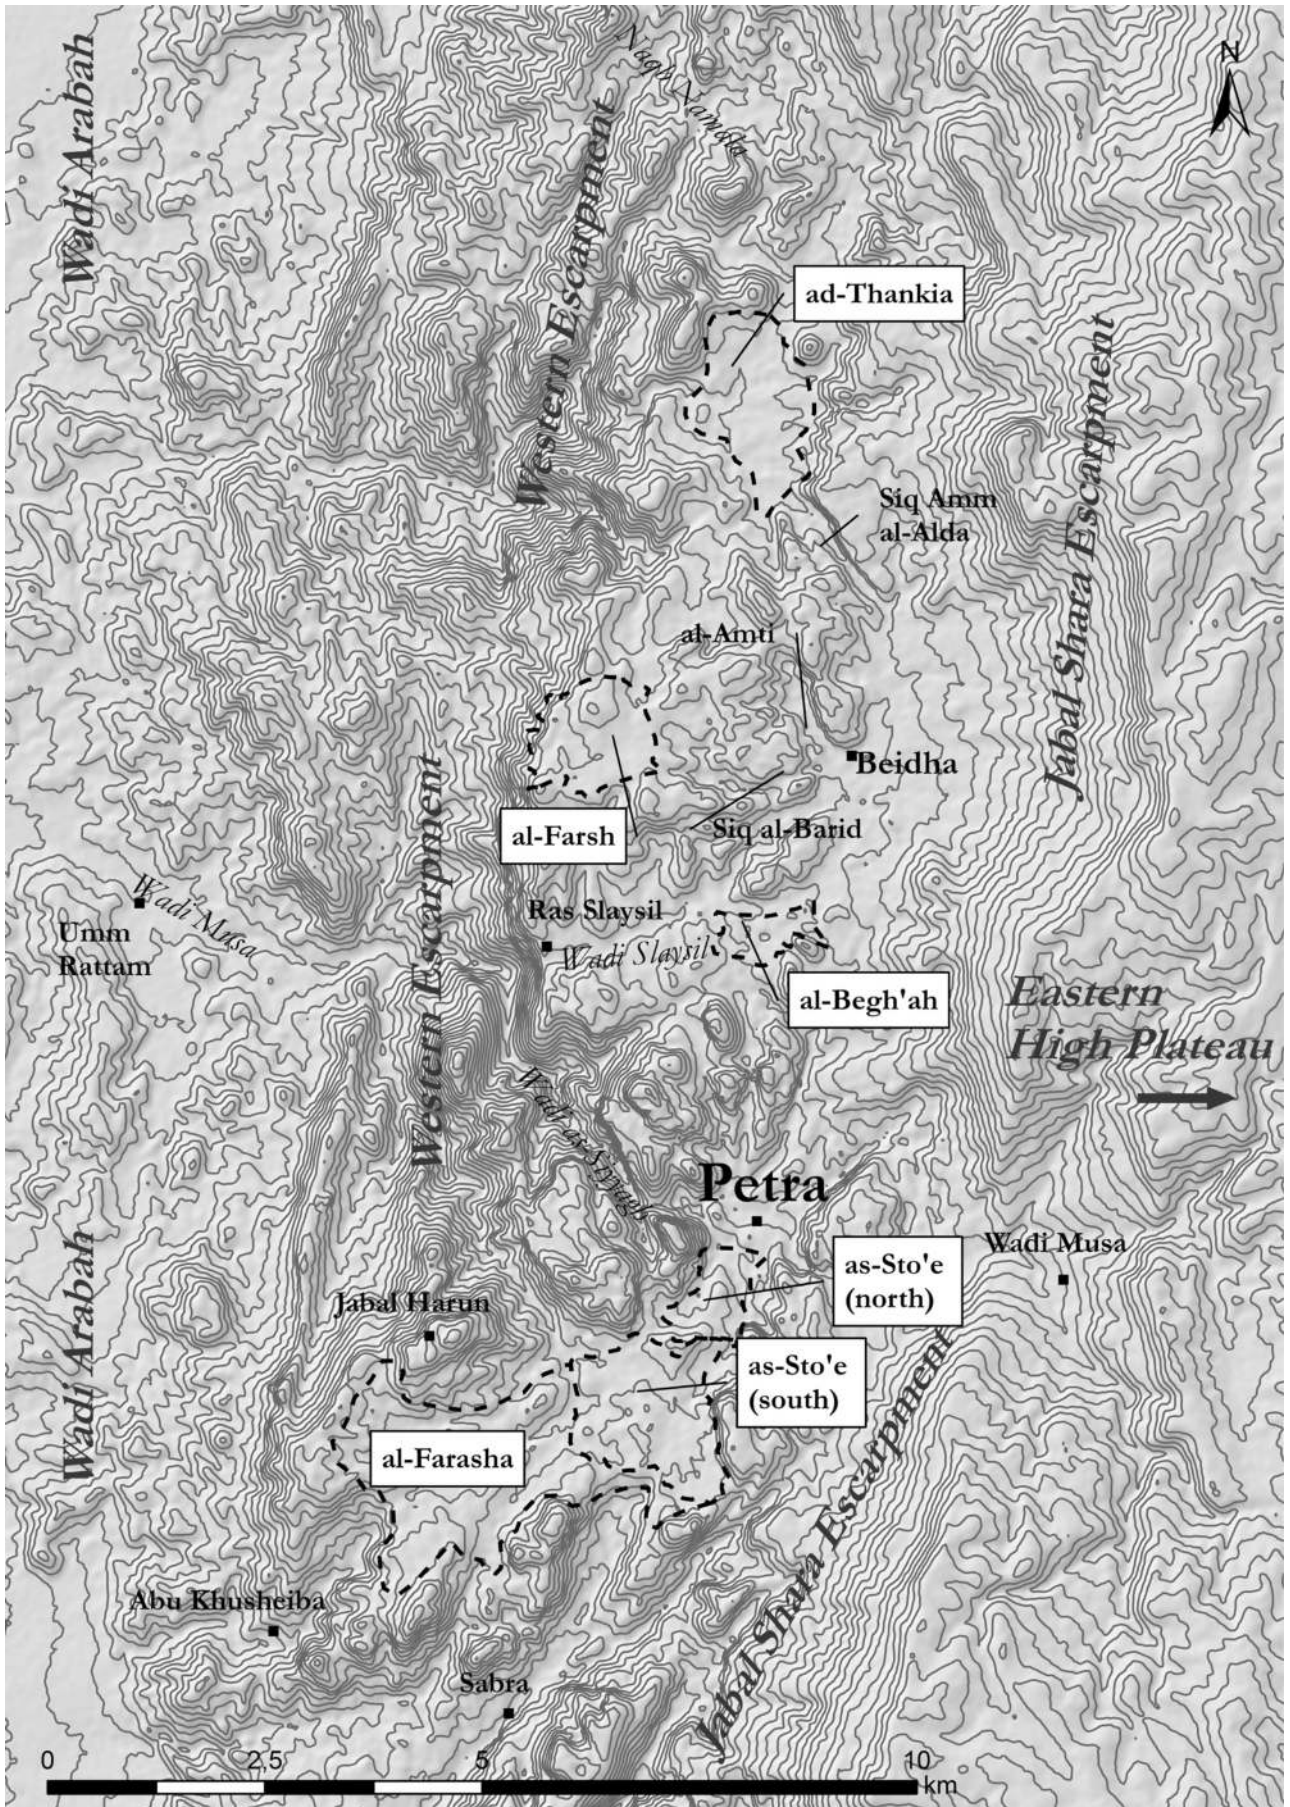 N
Naqb Namala
Wadi Arabah
Western Escarpment
ad-Thankia
Jabal Shara Escarpment
Siq Amm
al-Alda
al-Amti
Beidha
al-Farsh
Siq al-Barid
Western Escarpment
Wadi Musa
Umm
Rattam
Ras Slaysil
Wadi Slaysil
al-Begh'ah
Eastern
High Plateau
Wadi as-Siyyagh
Petra
Wadi Musa
as-Sto'e
(north)
Wadi Arabah
Jabal Harun
as-Sto'e
(south)
al-Farasha
Jabal Shara Escarpment
Abu Khusheiba
Sabra
0 2,5 5 10
km